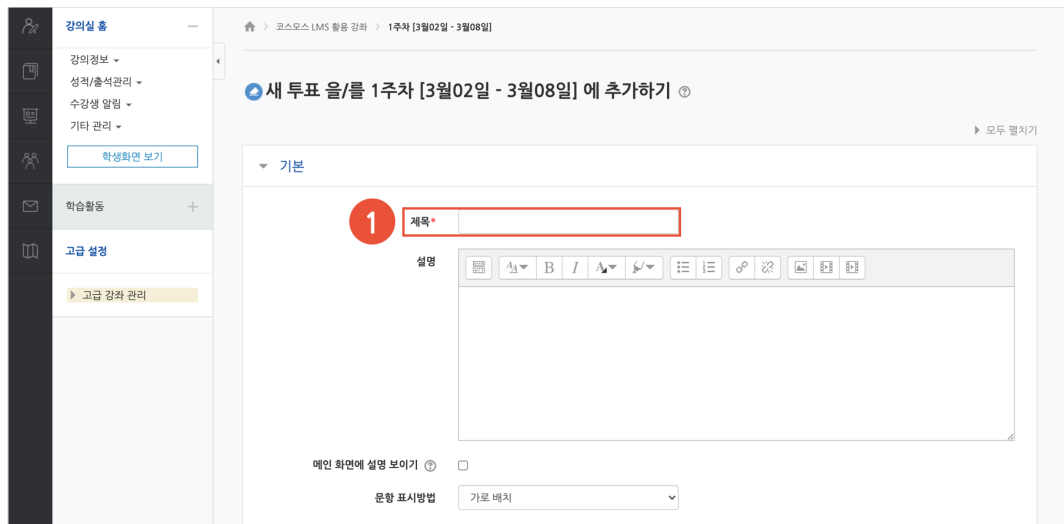 강의실 홈
강의정보
성적/출석관리
수강생 알림
기타 관리
학생화면 보기
학습활동
고급 설정
고급 강좌 관리
코스모스 LMS 활용 강좌 > 1주차 [3월02일 - 3월08일]
새 투표 을/를 1주차 [3월02일 - 3월08일] 에 추가하기
모두 펼치기
기본
1 제목*
설명
메인 화면에 설명 보이기
문항 표시방법 가로 배치